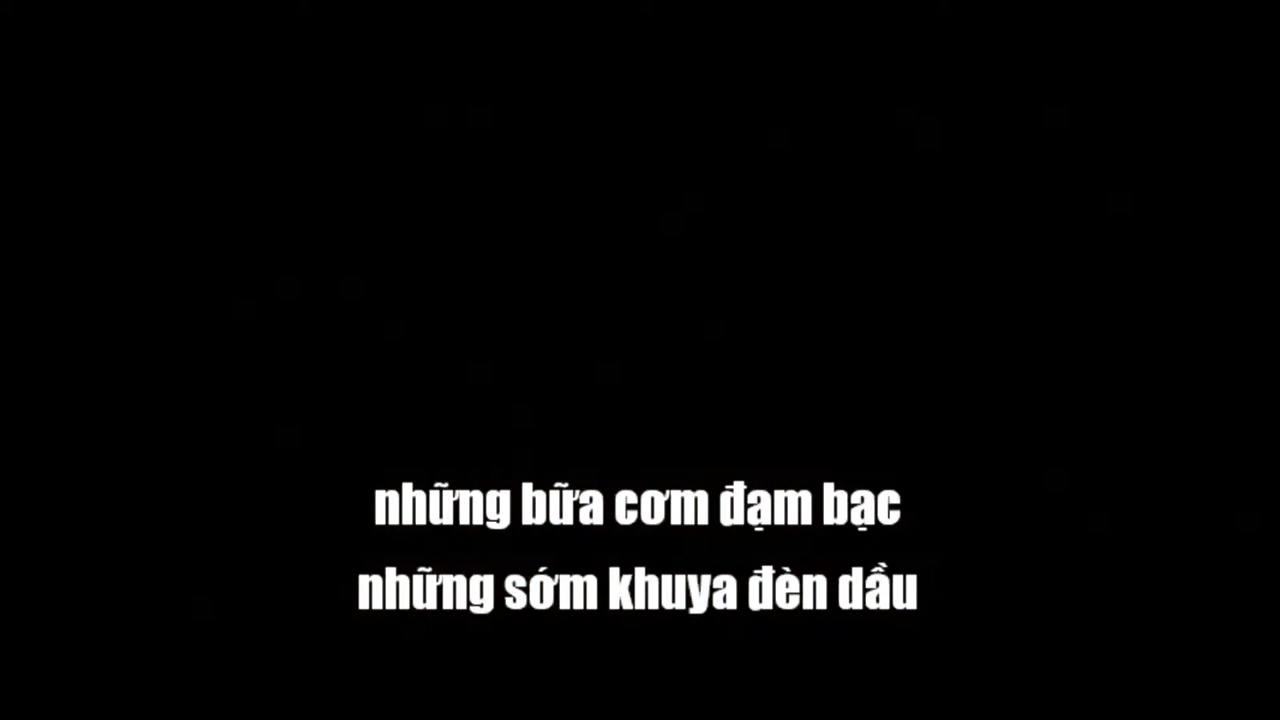 những bữa cơm đạm bạc
những sớm khuya đèn dầu